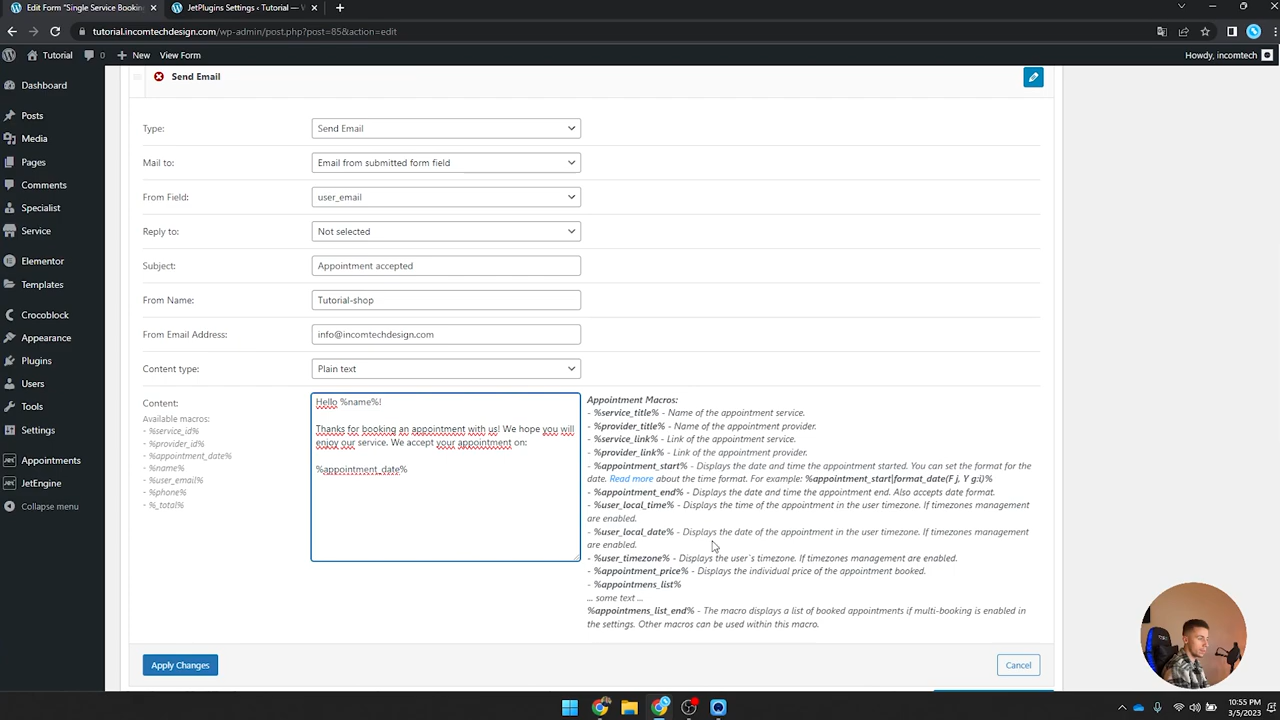 Edit Form "Single Service Booking
JetPlugins Settings - Tutorial — W
tutorial.incomtechdesign.com/wp-admin/post.php?post=85&action=edit
Tutorial
0
New
View Form
Howdy, incomtech
Dashboard
Posts
Media
Pages
Comments
Specialist
Service
Elementor
Templates
Crocoblock
Appearance
Plugins
Users
Tools
Settings
Appointments
JetEngine
Collapse menu
Send Email
Type:
Send Email
Mail to:
Email from submitted form field
From Field:
user_email
Reply to:
Not selected
Subject:
Appointment accepted
From Name:
Tutorial-shop
From Email Address:
info@incomtechdesign.com
Content type:
Plain text
Content:
Available macros:
- %service_id%
- %provider_id%
- %appointment_date%
- %name%
- %user_email%
- %phone%
- %_total%
Hello %name%!
Thanks for booking an appointment with us! We hope you will
enjoy our service. We accept your appointment on:
%appointment_date%
Appointment Macros:
- %service_title% - Name of the appointment service.
- %provider_title% - Name of the appointment provider.
- %service_link% - Link of the appointment service.
- %provider_link% - Link of the appointment provider.
- %appointment_start% - Displays the date and time the appointment started. You can set the format for the
date. Read more about the time format. For example: %appointment_start|format_date(F j, Y g:i)%
- %appointment_end% - Displays the date and time the appointment end. Also accepts date format.
- %user_local_time% - Displays the time of the appointment in the user timezone. If timezones management
are enabled.
- %user_local_date% - Displays the date of the appointment in the user timezone. If timezones management
are enabled.
- %user_timezone% - Displays the user`s timezone. If timezones management are enabled.
- %appointment_price% - Displays the individual price of the appointment booked.
- %appointmens_list%
... some text ...
%appointmens_list_end% - The macro displays a list of booked appointments if multi-booking is enabled in
the settings. Other macros can be used within this macro.
Apply Changes
Cancel
10:55 PM
3/5/2023